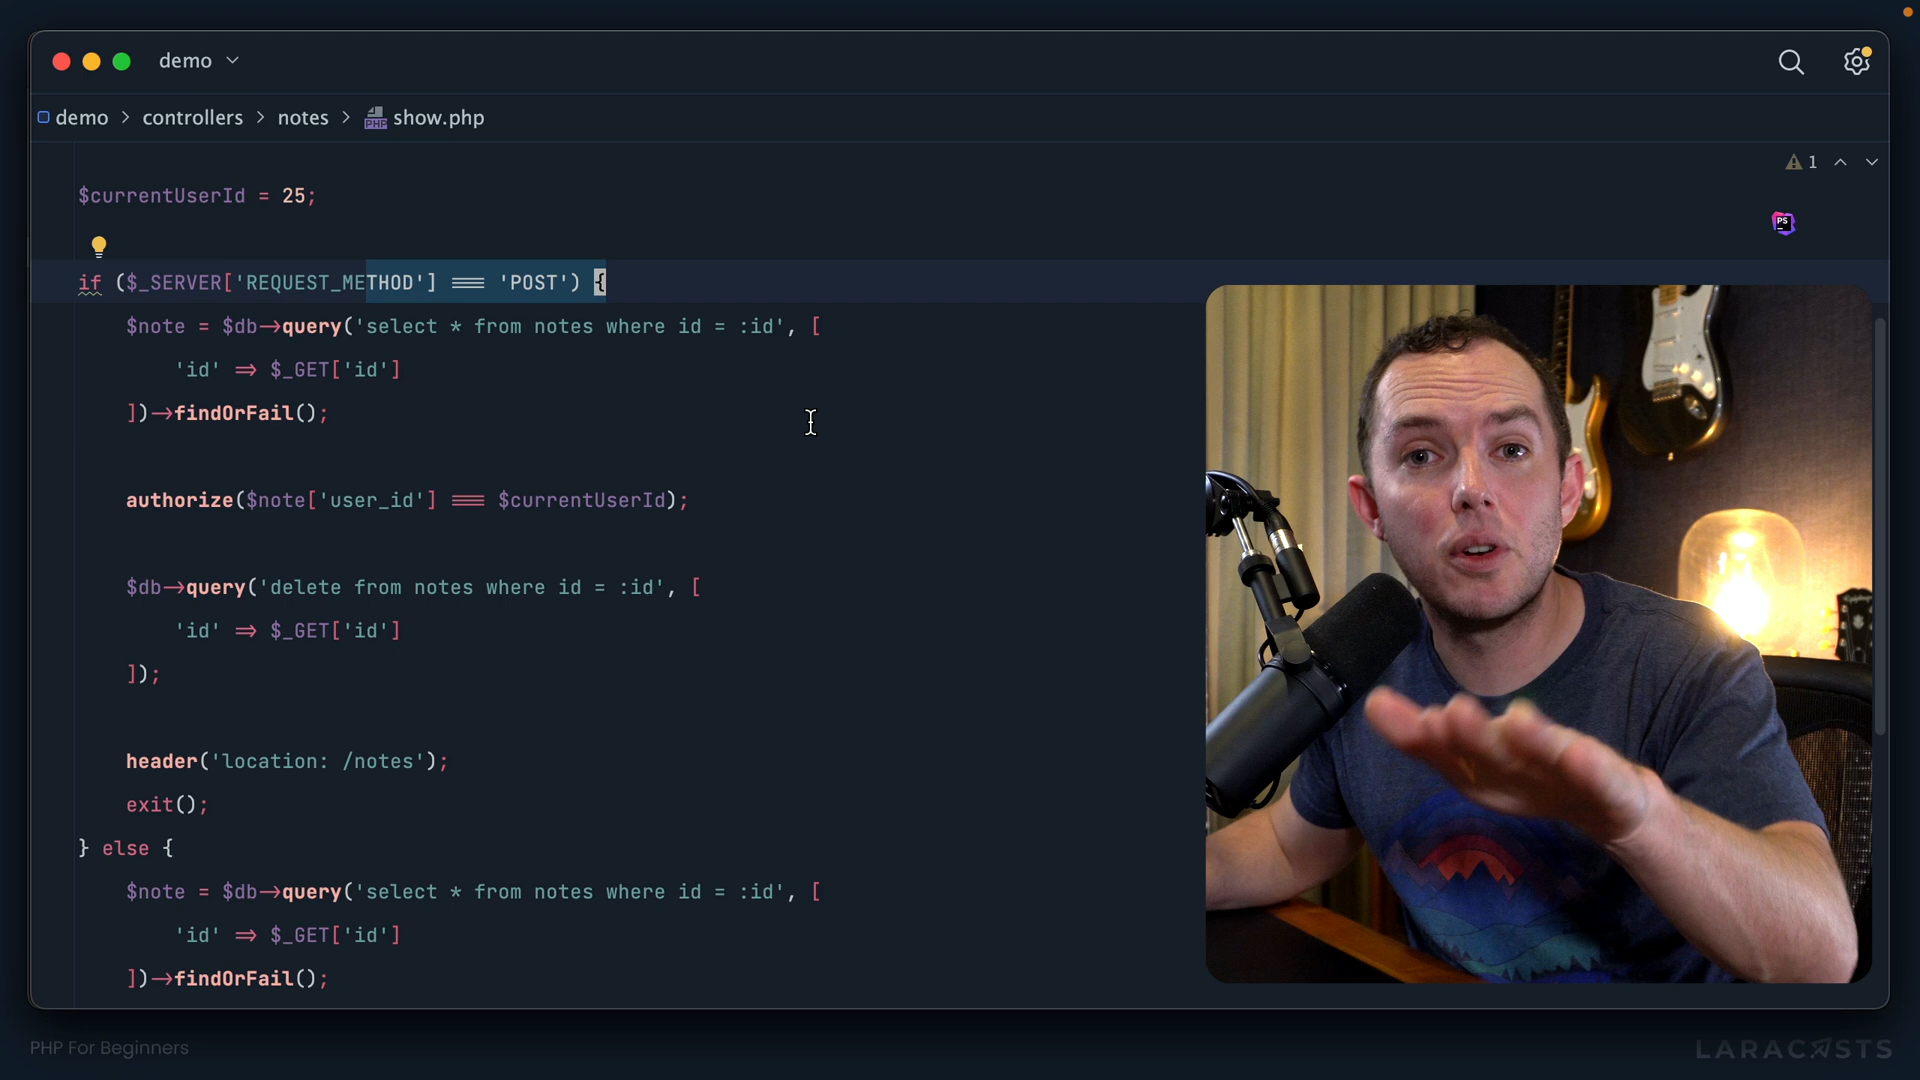 demo
demo > controllers > notes > show.php
1
$currentUserId = 25;
PS
if ($_SERVER['REQUEST_METHOD'] === 'POST') {
$note = $db->query('select * from notes where id = :id', [
'id' => $_GET['id']
])->findOrFail();
authorize($note['user_id'] === $currentUserId);
$db->query('delete from notes where id = :id', [
'id' => $_GET['id']
]);
header('location: /notes');
exit();
} else {
$note = $db->query('select * from notes where id = :id', [
'id' => $_GET['id']
])->findOrFail();
PHP For Beginners
LARACASTS